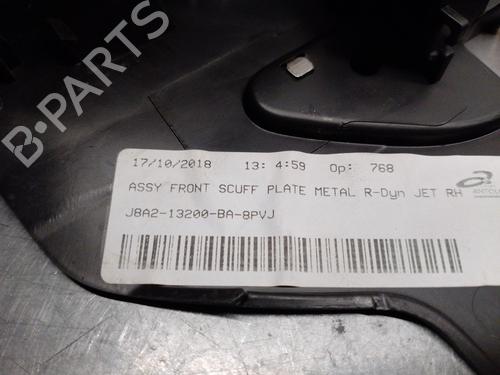 B-PARTS
17/10/2018 13: 4:59 Op: 768
ASSY FRONT SCUFF PLATE METAL R-Dyn JET RH
J8A2-13200-BA-8PVJ